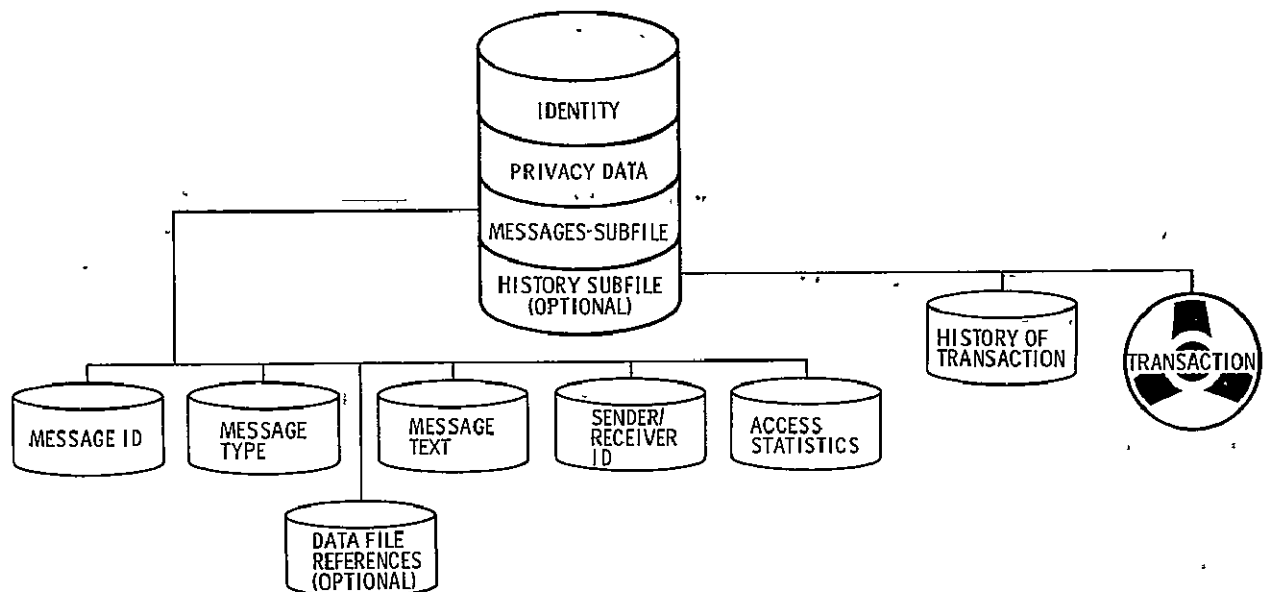 IDENTITY
PRIVACY DATA
MESSAGES-SUBFILE
HISTORY SUBFILE
(OPTIONAL)
HISTORY OF
TRANSACTION
TRANSACTION
MESSAGE ID
MESSAGE
TYPE
MESSAGE
TEXT
SENDER/
RECEIVER
ID
ACCESS
STATISTICS
DATA FILE
REFERENCES
(OPTIONAL)